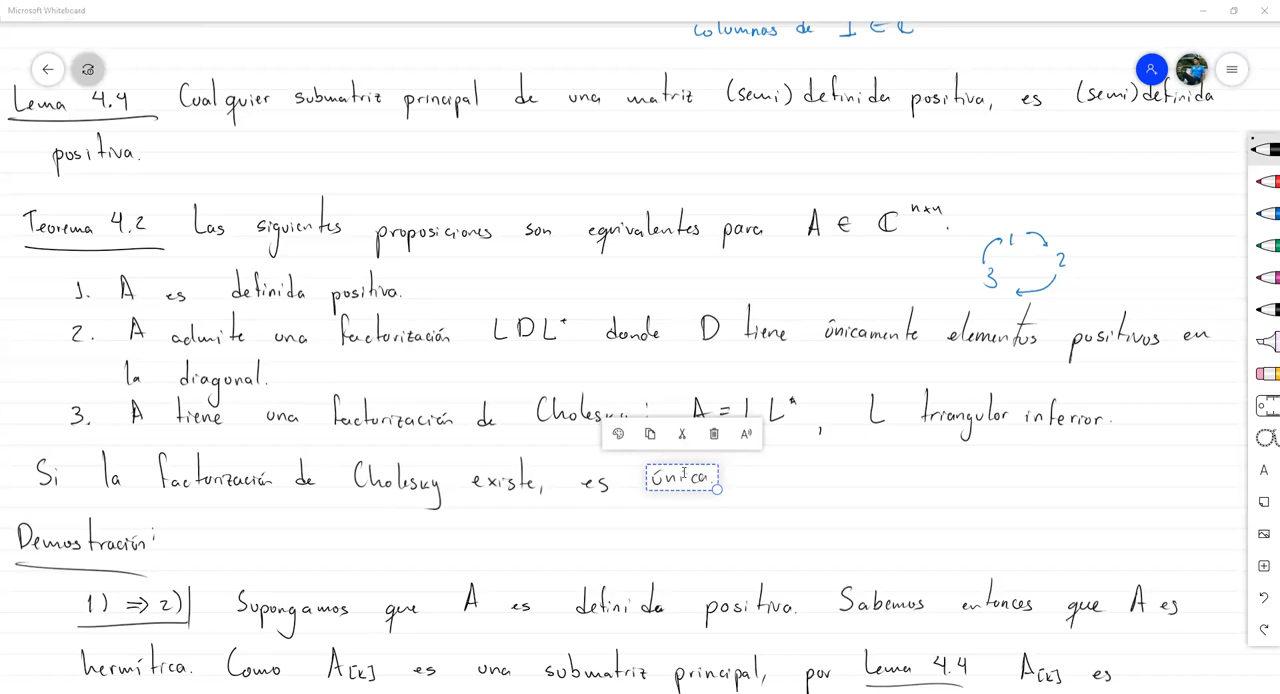 Microsoft Whiteboard
columnas de I ∈ ℂ
Lema 4.4 Cualquier submatriz principal de una matriz (semi) definida positiva, es (semi) definida
positiva.
Teorema 4.2 Las siguientes proposiciones son equivalentes para A ∈ ℂ^{n×n}.
1 2 3
1. A es definida positiva.
2. A admite una factorización LDL* donde D tiene únicamente elementos positivos en
la diagonal.
3. A tiene una factorización de Cholesky: A = LL*, L triangular inferior.
Si la factorización de Cholesky existe, es única.
Demostración:
1) ⇒ 2) Supongamos que A es definida positiva. Sabemos entonces que A es
hermítica. Como A[k] es una submatriz principal, por Lema 4.4 A[k] es